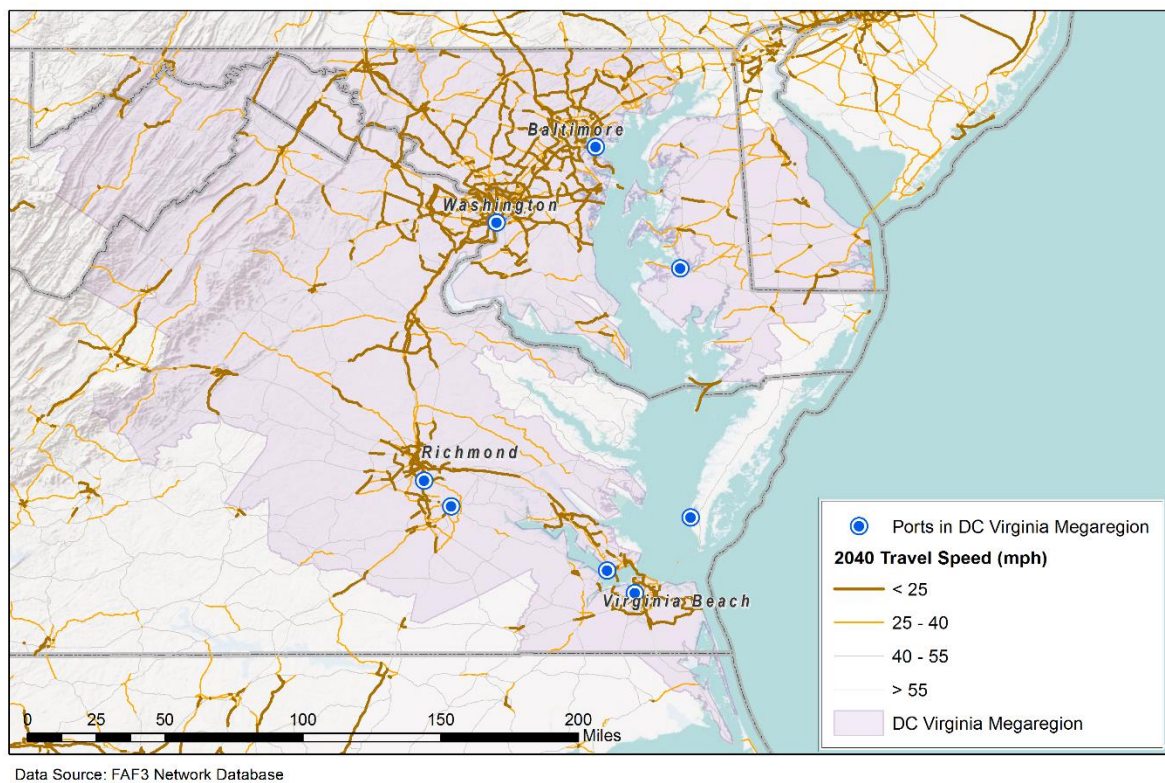 Baltimore
Washington
Richmond
Virginia Beach
Ports in DC Virginia Megaregion
2040 Travel Speed (mph)
< 25
25 - 40
40 - 55
> 55
DC Virginia Megaregion
0 25 50 100 150 200
Miles
Data Source: FAF3 Network Database